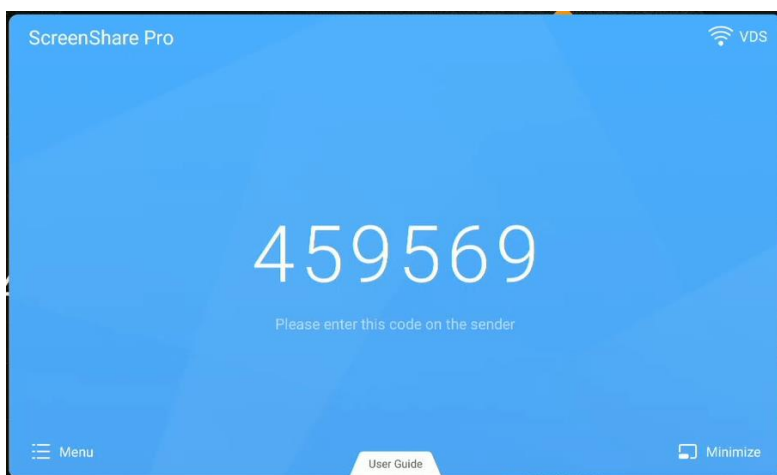 ScreenShare Pro
VDS
459569
Please enter this code on the sender
Menu
User Guide
Minimize